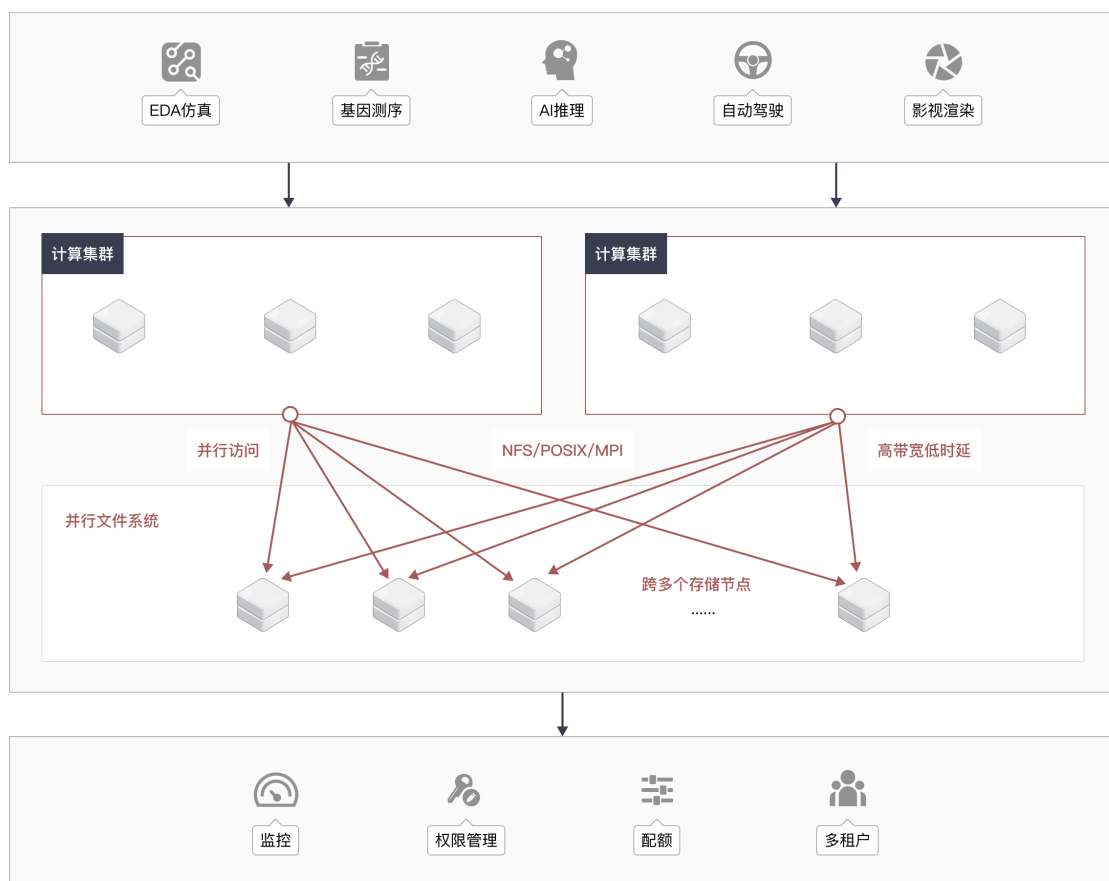 EDA仿真
基因测序
AI推理
自动驾驶
影视渲染
计算集群
计算集群
并行访问
NFS/POSIX/MPI
高带宽低时延
并行文件系统
跨多个存储节点
......
监控
权限管理
配额
多租户